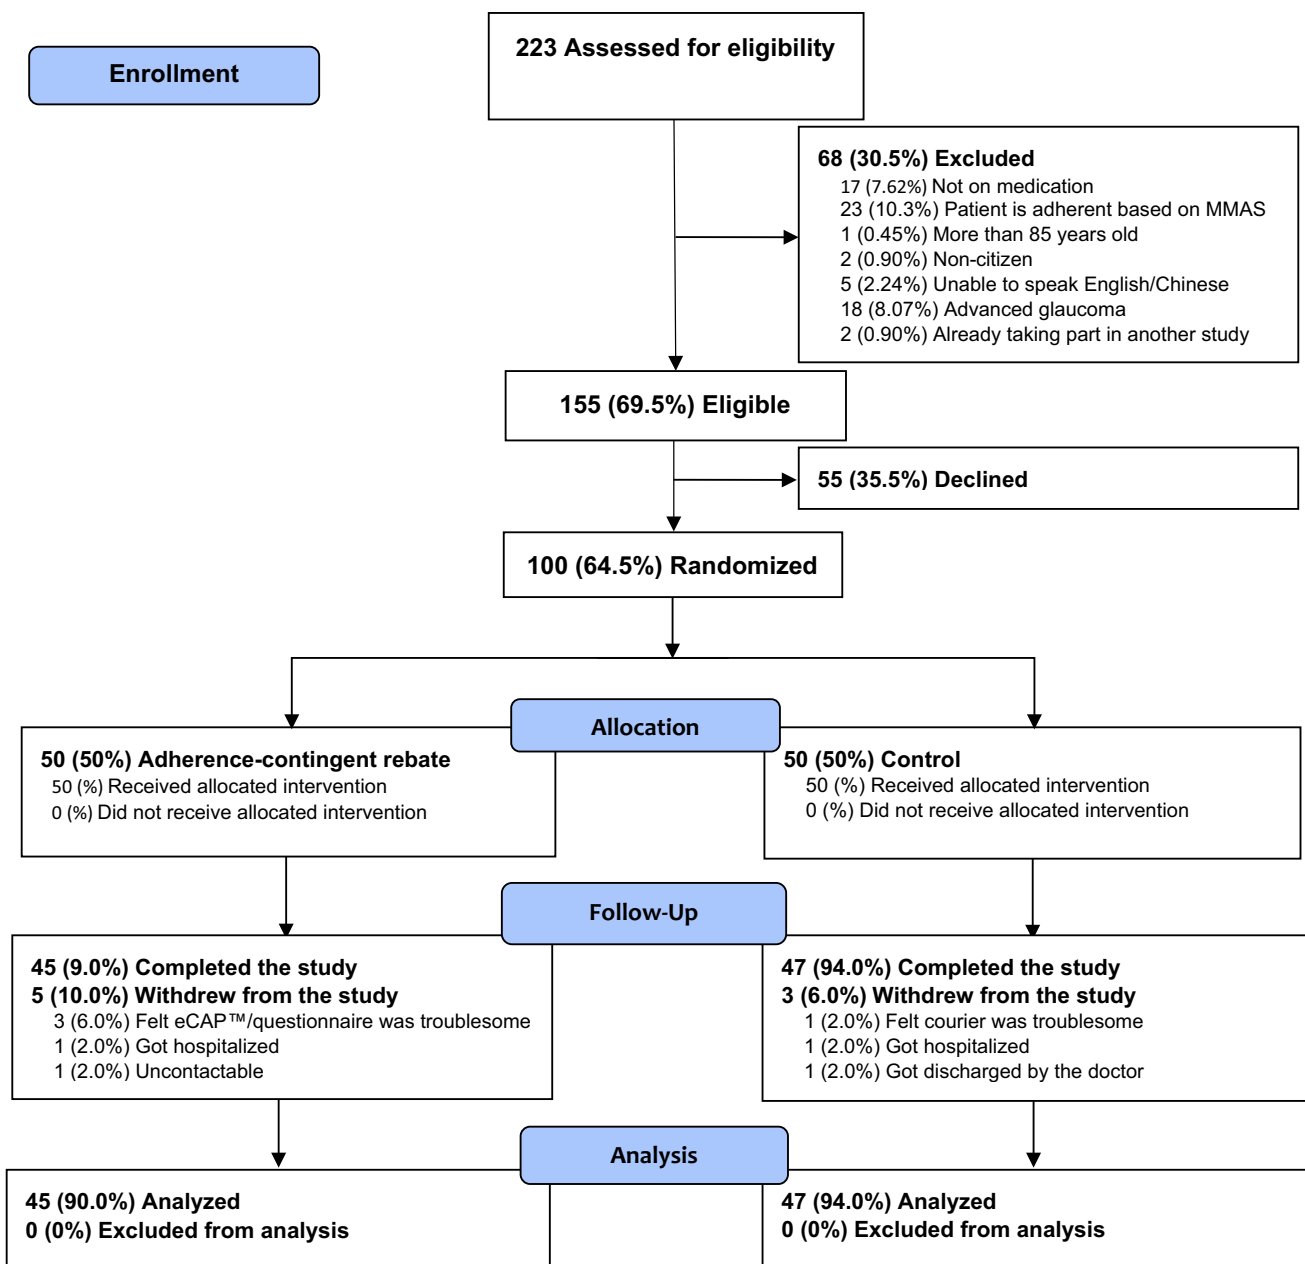 223 Assessed for eligibility
Enrollment
68 (30.5%) Excluded
17 (7.62%) Not on medication
23 (10.3%) Patient is adherent based on MMAS
1 (0.45%) More than 85 years old
2 (0.90%) Non-citizen
5 (2.24%) Unable to speak English/Chinese
18 (8.07%) Advanced glaucoma
2 (0.90%) Already taking part in another study
155 (69.5%) Eligible
55 (35.5%) Declined
100 (64.5%) Randomized
Allocation
50 (50%) Adherence-contingent rebate
50 (%) Received allocated intervention
0 (%) Did not receive allocated intervention
50 (50%) Control
50 (%) Received allocated intervention
0 (%) Did not receive allocated intervention
Follow-Up
45 (9.0%) Completed the study
5 (10.0%) Withdrew from the study
3 (6.0%) Felt eCAP™/questionnaire was troublesome
1 (2.0%) Got hospitalized
1 (2.0%) Uncontactable
47 (94.0%) Completed the study
3 (6.0%) Withdrew from the study
1 (2.0%) Felt courier was troublesome
1 (2.0%) Got hospitalized
1 (2.0%) Got discharged by the doctor
Analysis
45 (90.0%) Analyzed
0 (0%) Excluded from analysis
47 (94.0%) Analyzed
0 (0%) Excluded from analysis